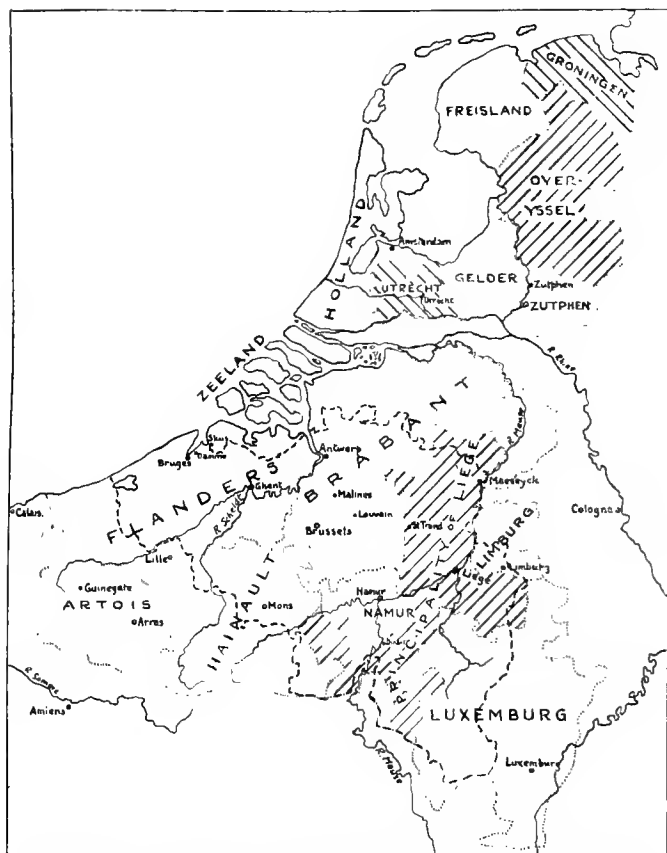 GRONINGEN
FREISLAND
OVER-
YSSEL
HOLLAND
Amsterdam
GELDER
UTRECHT
Utrecht
Zutphen
ZUTPHEN
ZEELAND
R. Rhine
R. Meuse
BRABANT
Sluys
Damme
Bruges
Antwerp
FLANDERS
Ghent
Malines
LIEGE
Maeseyck
Calais
R. Scheldt
Louvain
St Trond
Cologne
Brussels
Lille
LIMBURG
Liège
Limburg
Guinegate
ARTOIS
Arras
HAINAULT
Mons
Namur
NAMUR
PRINCIPALITY
R. Somme
Amiens
LUXEMBURG
Luxemburg
R. Meuse